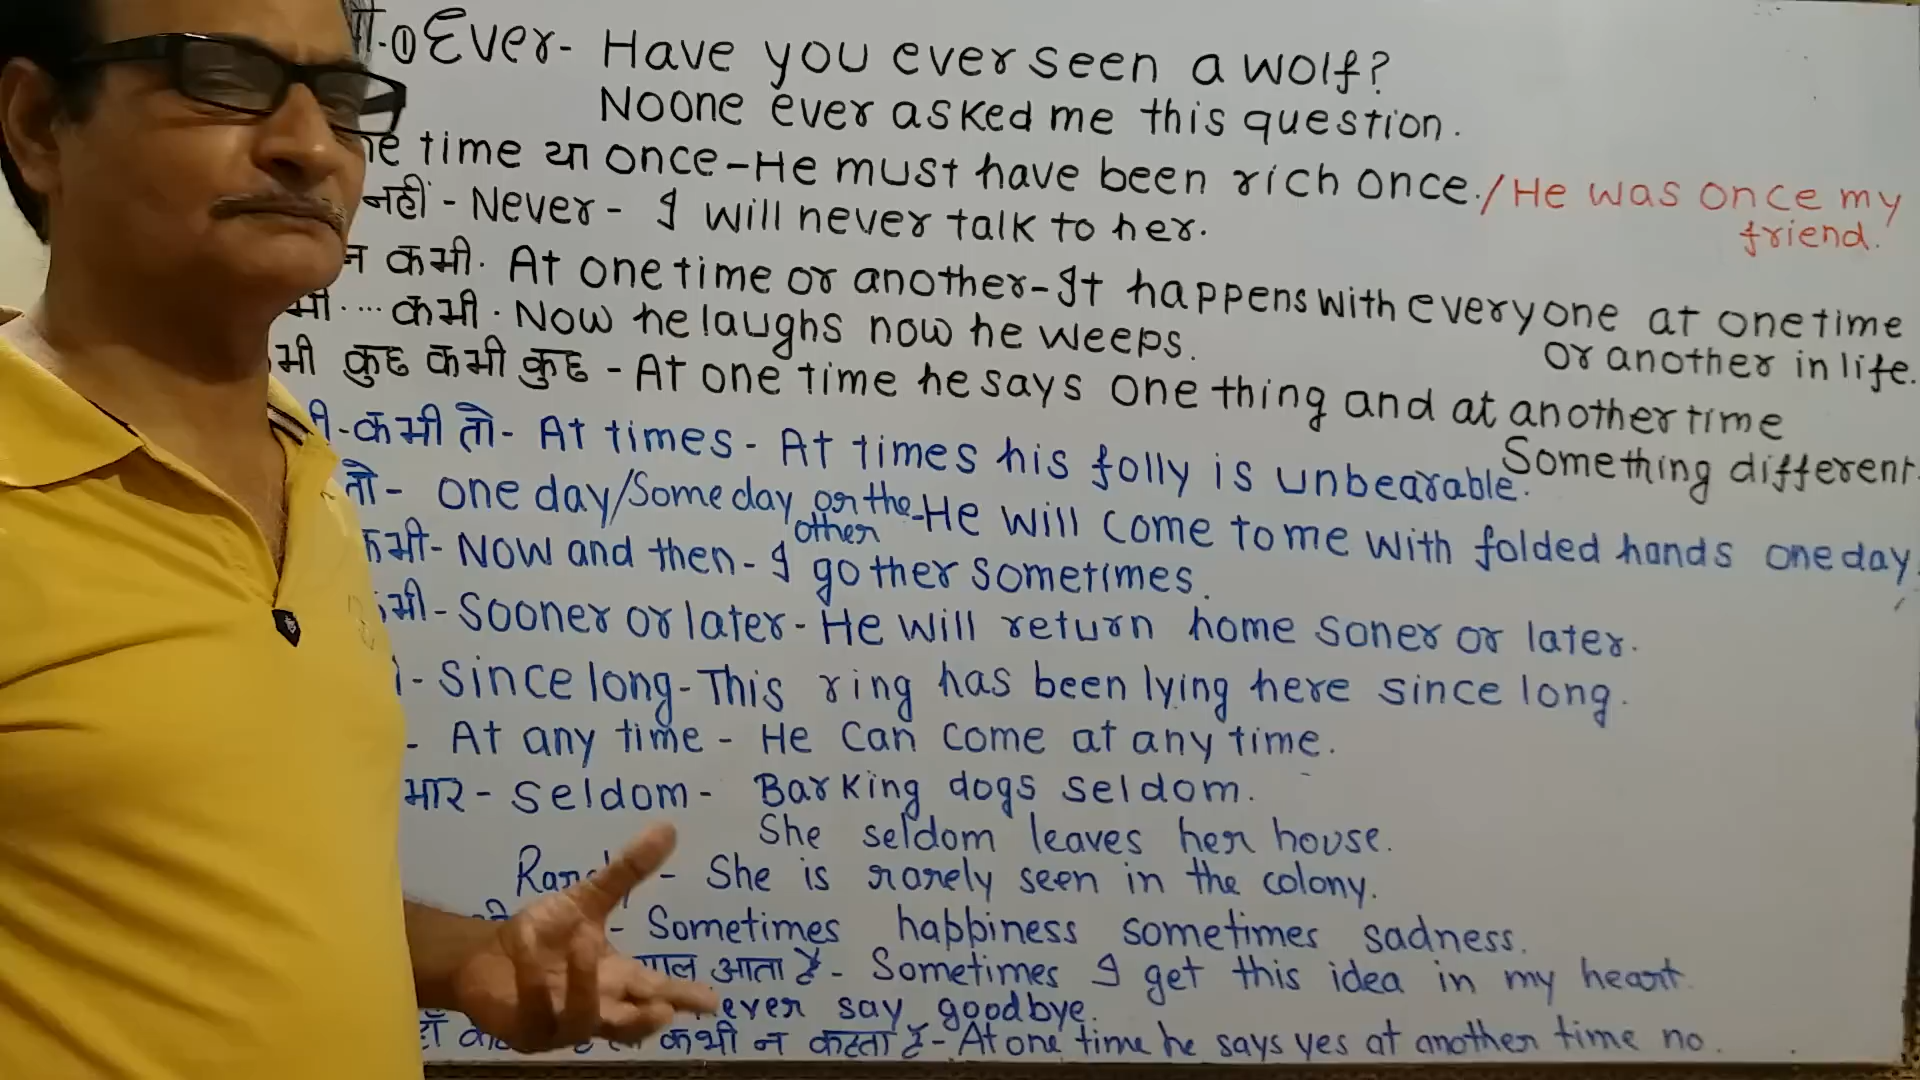 ① Ever - Have you ever seen a wolf?
Noone ever asked me this question.
time या once - He must have been rich once. / He was once my
friend.
नहीं - Never - I will never talk to her.
न कभी. At one time or another - It happens with everyone at one time
or another in life.
कभी. Now he laughs now he weeps.
कुछ कभी कुछ - At one time he says one thing and at another time
Something different.
कभी तो - At times - At times his folly is unbearable.
तो - one day/Some day or the other - He will come to me with folded hands one day.
Now and then - I go ther sometimes.
Sooner or later - He will return home soner or later.
- Since long - This ring has been lying here since long.
- At any time - He can come at any time.
- Seldom - Barking dogs seldom.
She seldom leaves her house.
- She is rarely seen in the colony.
- Sometimes happiness sometimes sadness.
आता है - Sometimes I get this idea in my heart.
say goodbye.
कभी न कहता है - At one time he says yes at another time no.